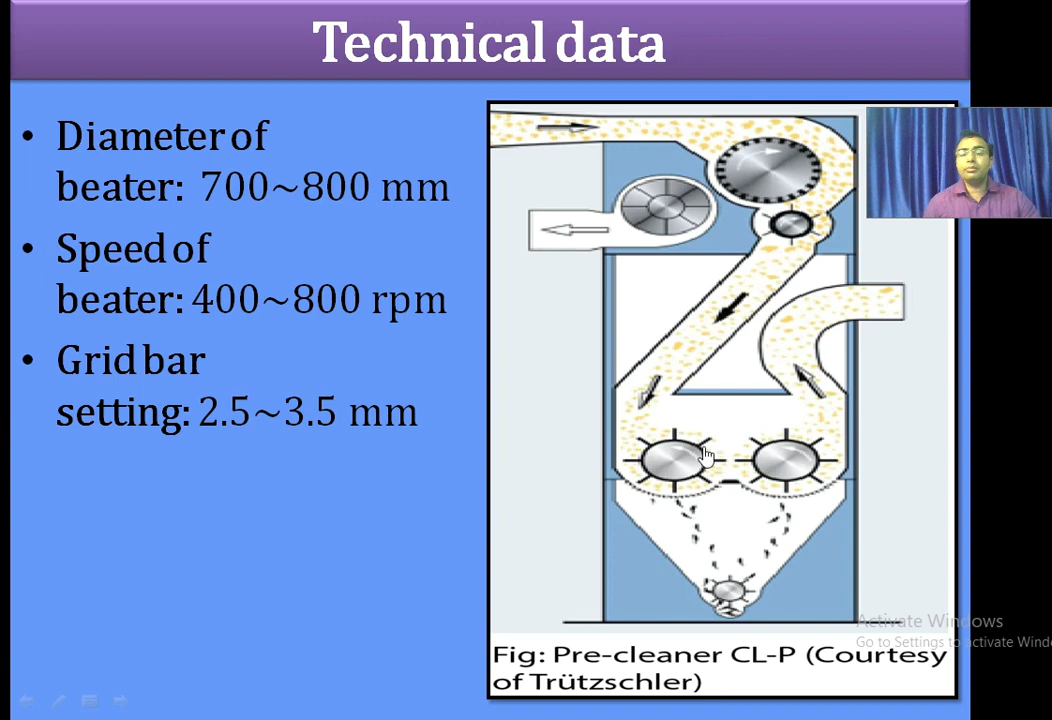 Technical data
• Diameter of
beater: 700~800 mm
• Speed of
beater: 400~800 rpm
• Grid bar
setting: 2.5~3.5 mm
Activate Windows
Go to Settings to activate Wind
Fig: Pre-cleaner CL-P (Courtesy
of Trützschler)